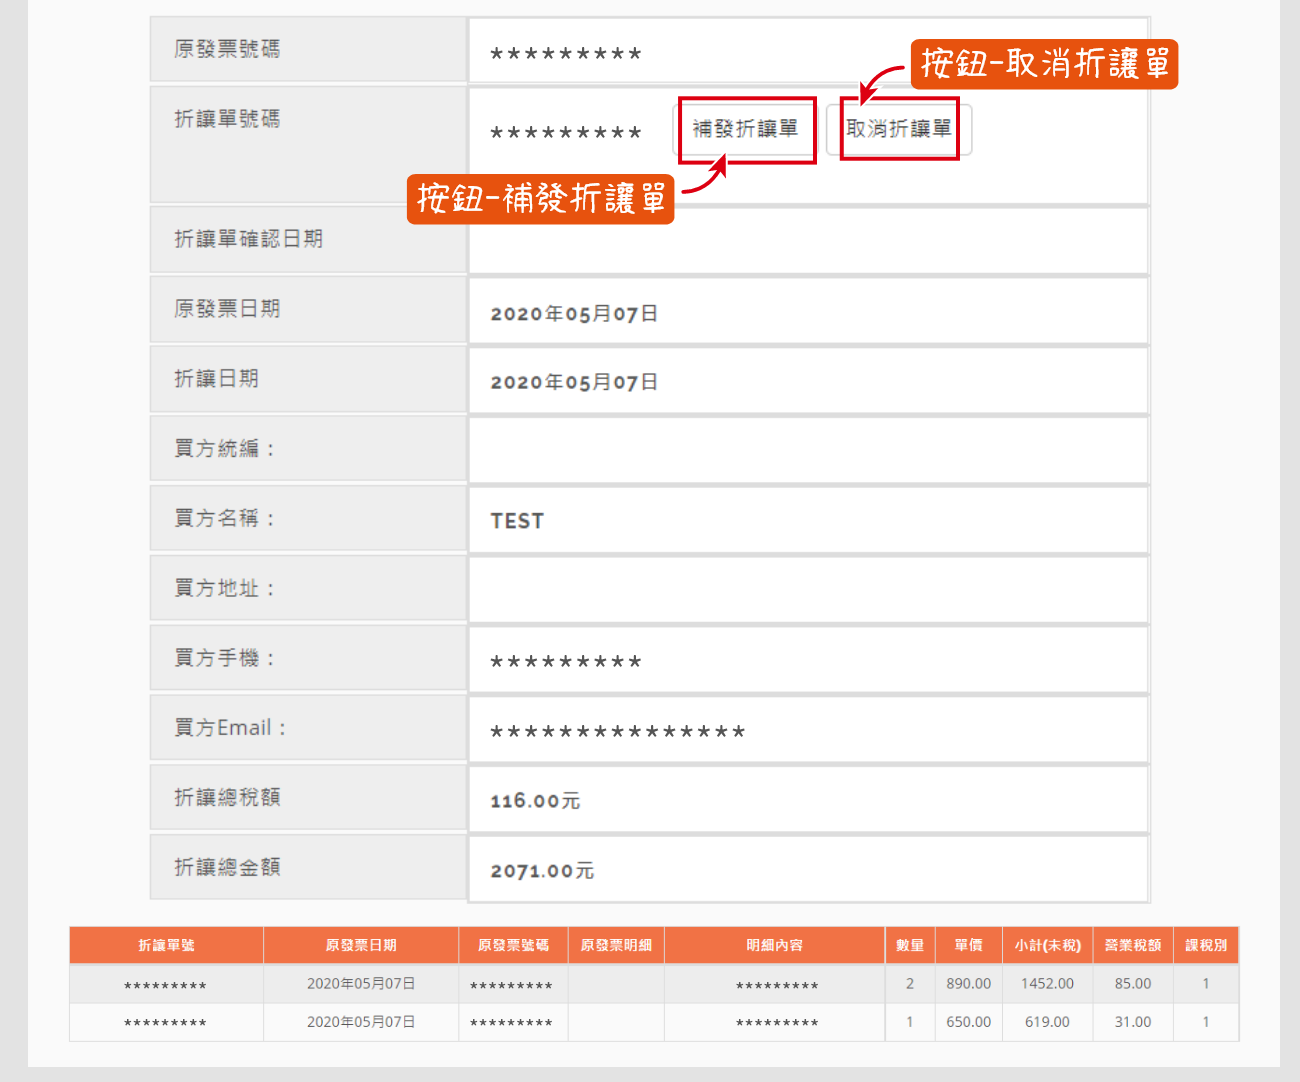 原發票號碼 *********
按鈕-取消折讓單
折讓單號碼 ********* 補發折讓單 取消折讓單
按鈕-補發折讓單
折讓單確認日期
原發票日期 2020年05月07日
折讓日期 2020年05月07日
買方統編：
買方名稱： TEST
買方地址：
買方手機： *********
買方Email： ***************
折讓總稅額 116.00元
折讓總金額 2071.00元
折讓單號 原發票日期 原發票號碼 原發票明細 明細內容 數量 單價 小計(未稅) 營業稅額 課稅別
********* 2020年05月07日 ********* ********* 2 890.00 1452.00 85.00 1
********* 2020年05月07日 ********* ********* 1 650.00 619.00 31.00 1